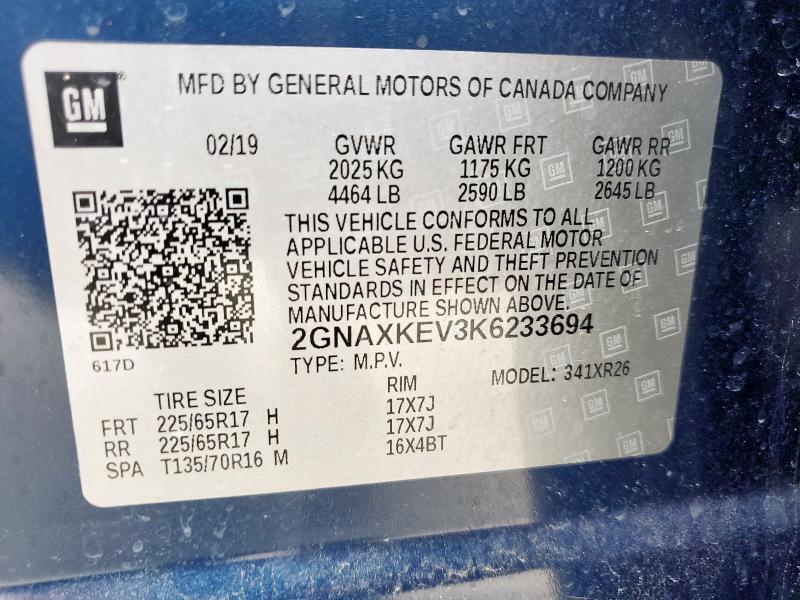 GM
MFD BY GENERAL MOTORS OF CANADA COMPANY
02/19 GVWR GAWR FRT GAWR RR
2025 KG 1175 KG 1200 KG
4464 LB 2590 LB 2645 LB
THIS VEHICLE CONFORMS TO ALL
APPLICABLE U.S. FEDERAL MOTOR
VEHICLE SAFETY AND THEFT PREVENTION
STANDARDS IN EFFECT ON THE DATE OF
MANUFACTURE SHOWN ABOVE.
2GNAXKEV3K6233694
617D
TYPE: M.P.V. MODEL: 341XR26
TIRE SIZE RIM
FRT 225/65R17 H 17X7J
RR 225/65R17 H 17X7J
SPA T135/70R16 M 16X4BT